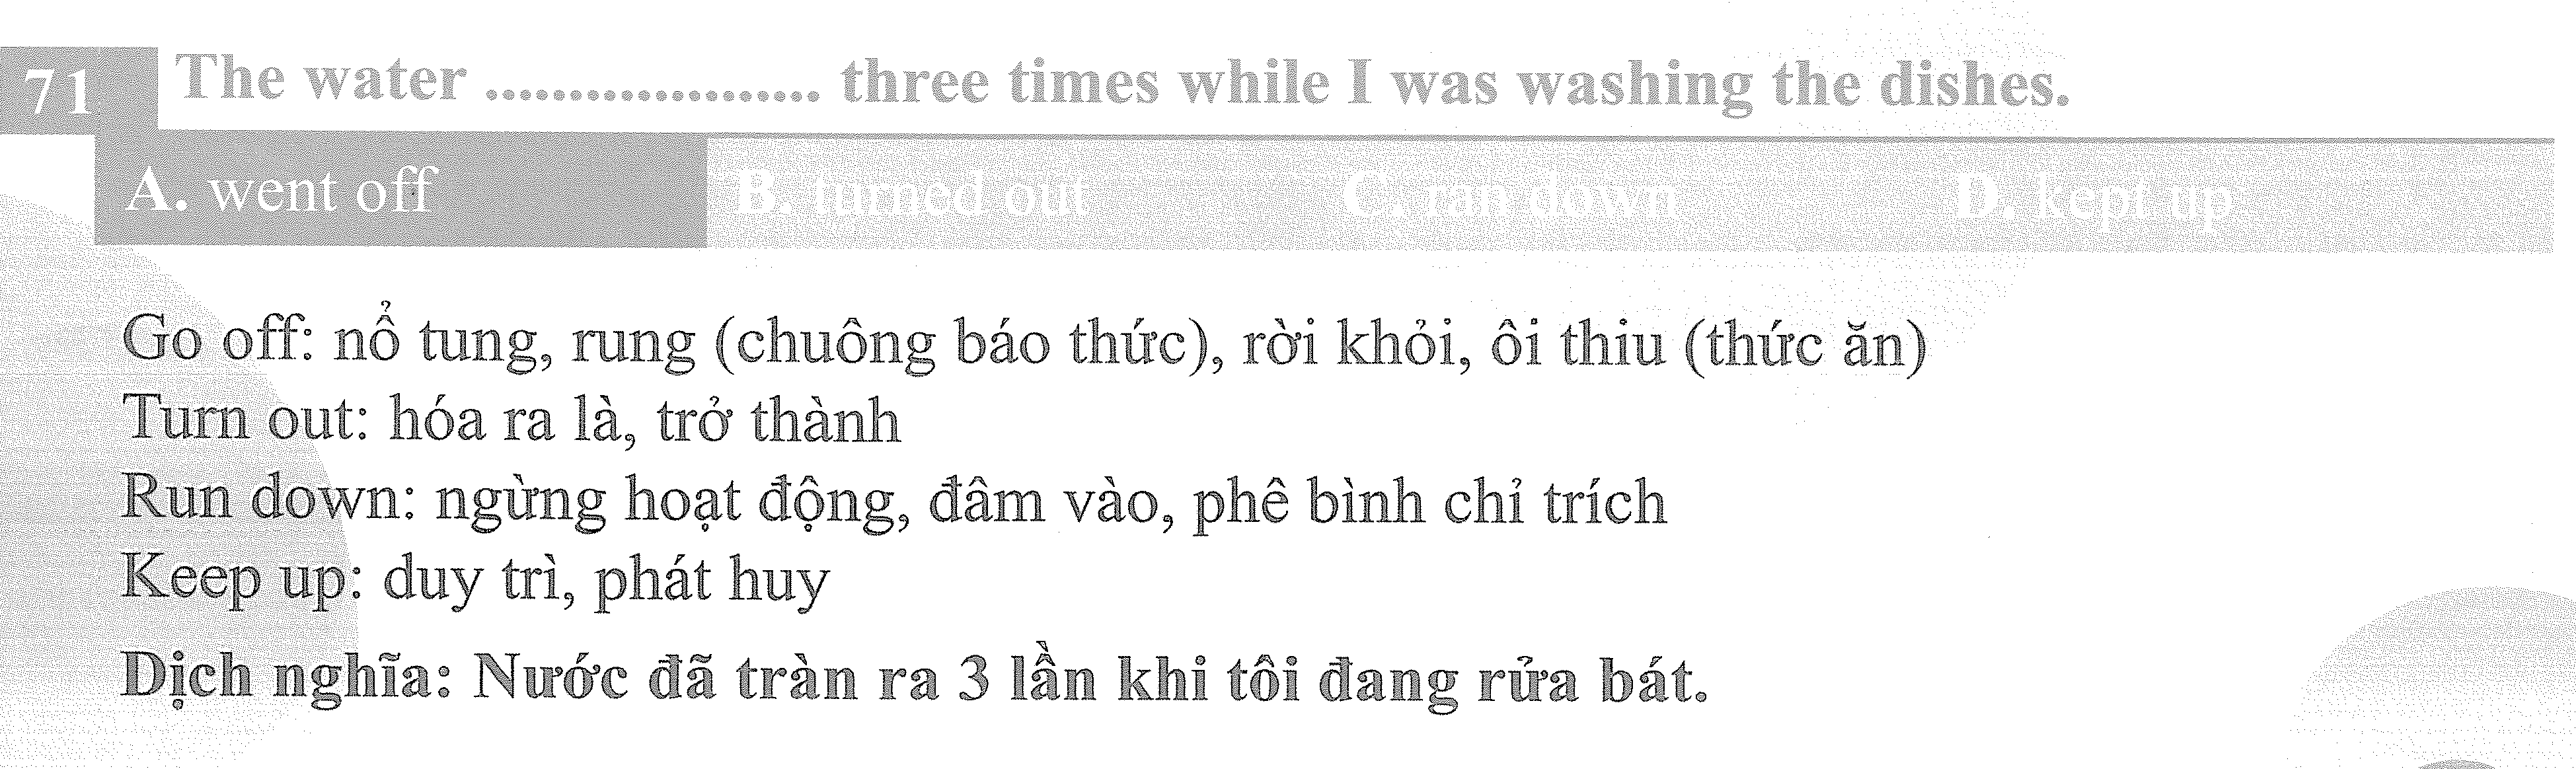 71 The water .......................... three times while I was washing the dishes.
A. went off B. turned out C. ran down D. kept up
Go off: nổ tung, rung (chuông báo thức), rời khỏi, ôi thiu (thức ăn)
Turn out: hóa ra là, trở thành
Run down: ngừng hoạt động, đâm vào, phê bình chỉ trích
Keep up: duy trì, phát huy
Dịch nghĩa: Nước đã tràn ra 3 lần khi tôi đang rửa bát.